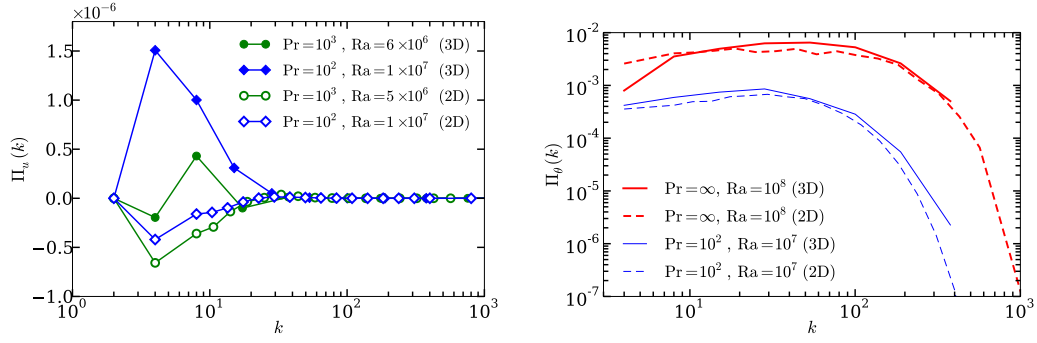 ×10⁻⁶
1.5
1.0
0.5
0.0
−0.5
−1.0
Πᵤ(k)
Pr=10³ , Ra=6×10⁶ (3D)
Pr=10² , Ra=1×10⁷ (3D)
Pr=10³ , Ra=5×10⁶ (2D)
Pr=10² , Ra=1×10⁷ (2D)
10⁰ 10¹ 10² 10³
k
10⁻²
10⁻³
10⁻⁴
10⁻⁵
10⁻⁶
10⁻⁷
Π_θ(k)
Pr=∞, Ra=10⁸ (3D)
Pr=∞, Ra=10⁸ (2D)
Pr=10² , Ra=10⁷ (3D)
Pr=10² , Ra=10⁷ (2D)
10¹ 10² 10³
k